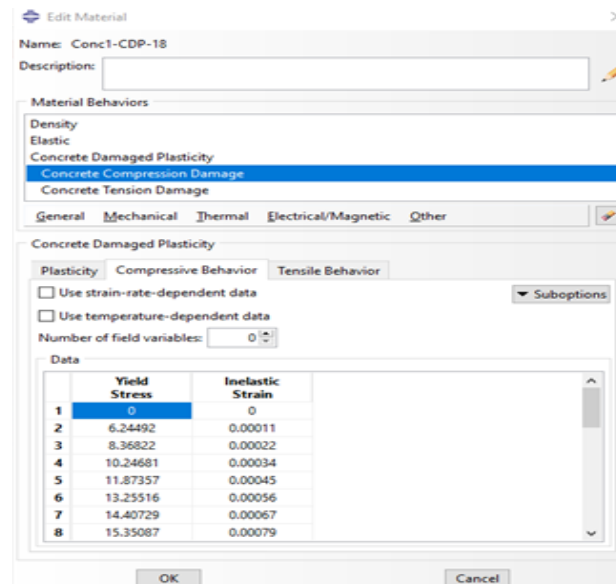 Edit Material
Name: Conc1-CDP-18
Description:
Material Behaviors
Density
Elastic
Concrete Damaged Plasticity
Concrete Compression Damage
Concrete Tension Damage
General Mechanical Thermal Electrical/Magnetic Other
Concrete Damaged Plasticity
Plasticity Compressive Behavior Tensile Behavior
Use strain-rate-dependent data
Suboptions
Use temperature-dependent data
Number of field variables: 0
Data
Yield Stress Inelastic Strain
1 0 0
2 6.24492 0.00011
3 8.36822 0.00022
4 10.24681 0.00034
5 11.87357 0.00045
6 13.25516 0.00056
7 14.40729 0.00067
8 15.35087 0.00079
OK Cancel